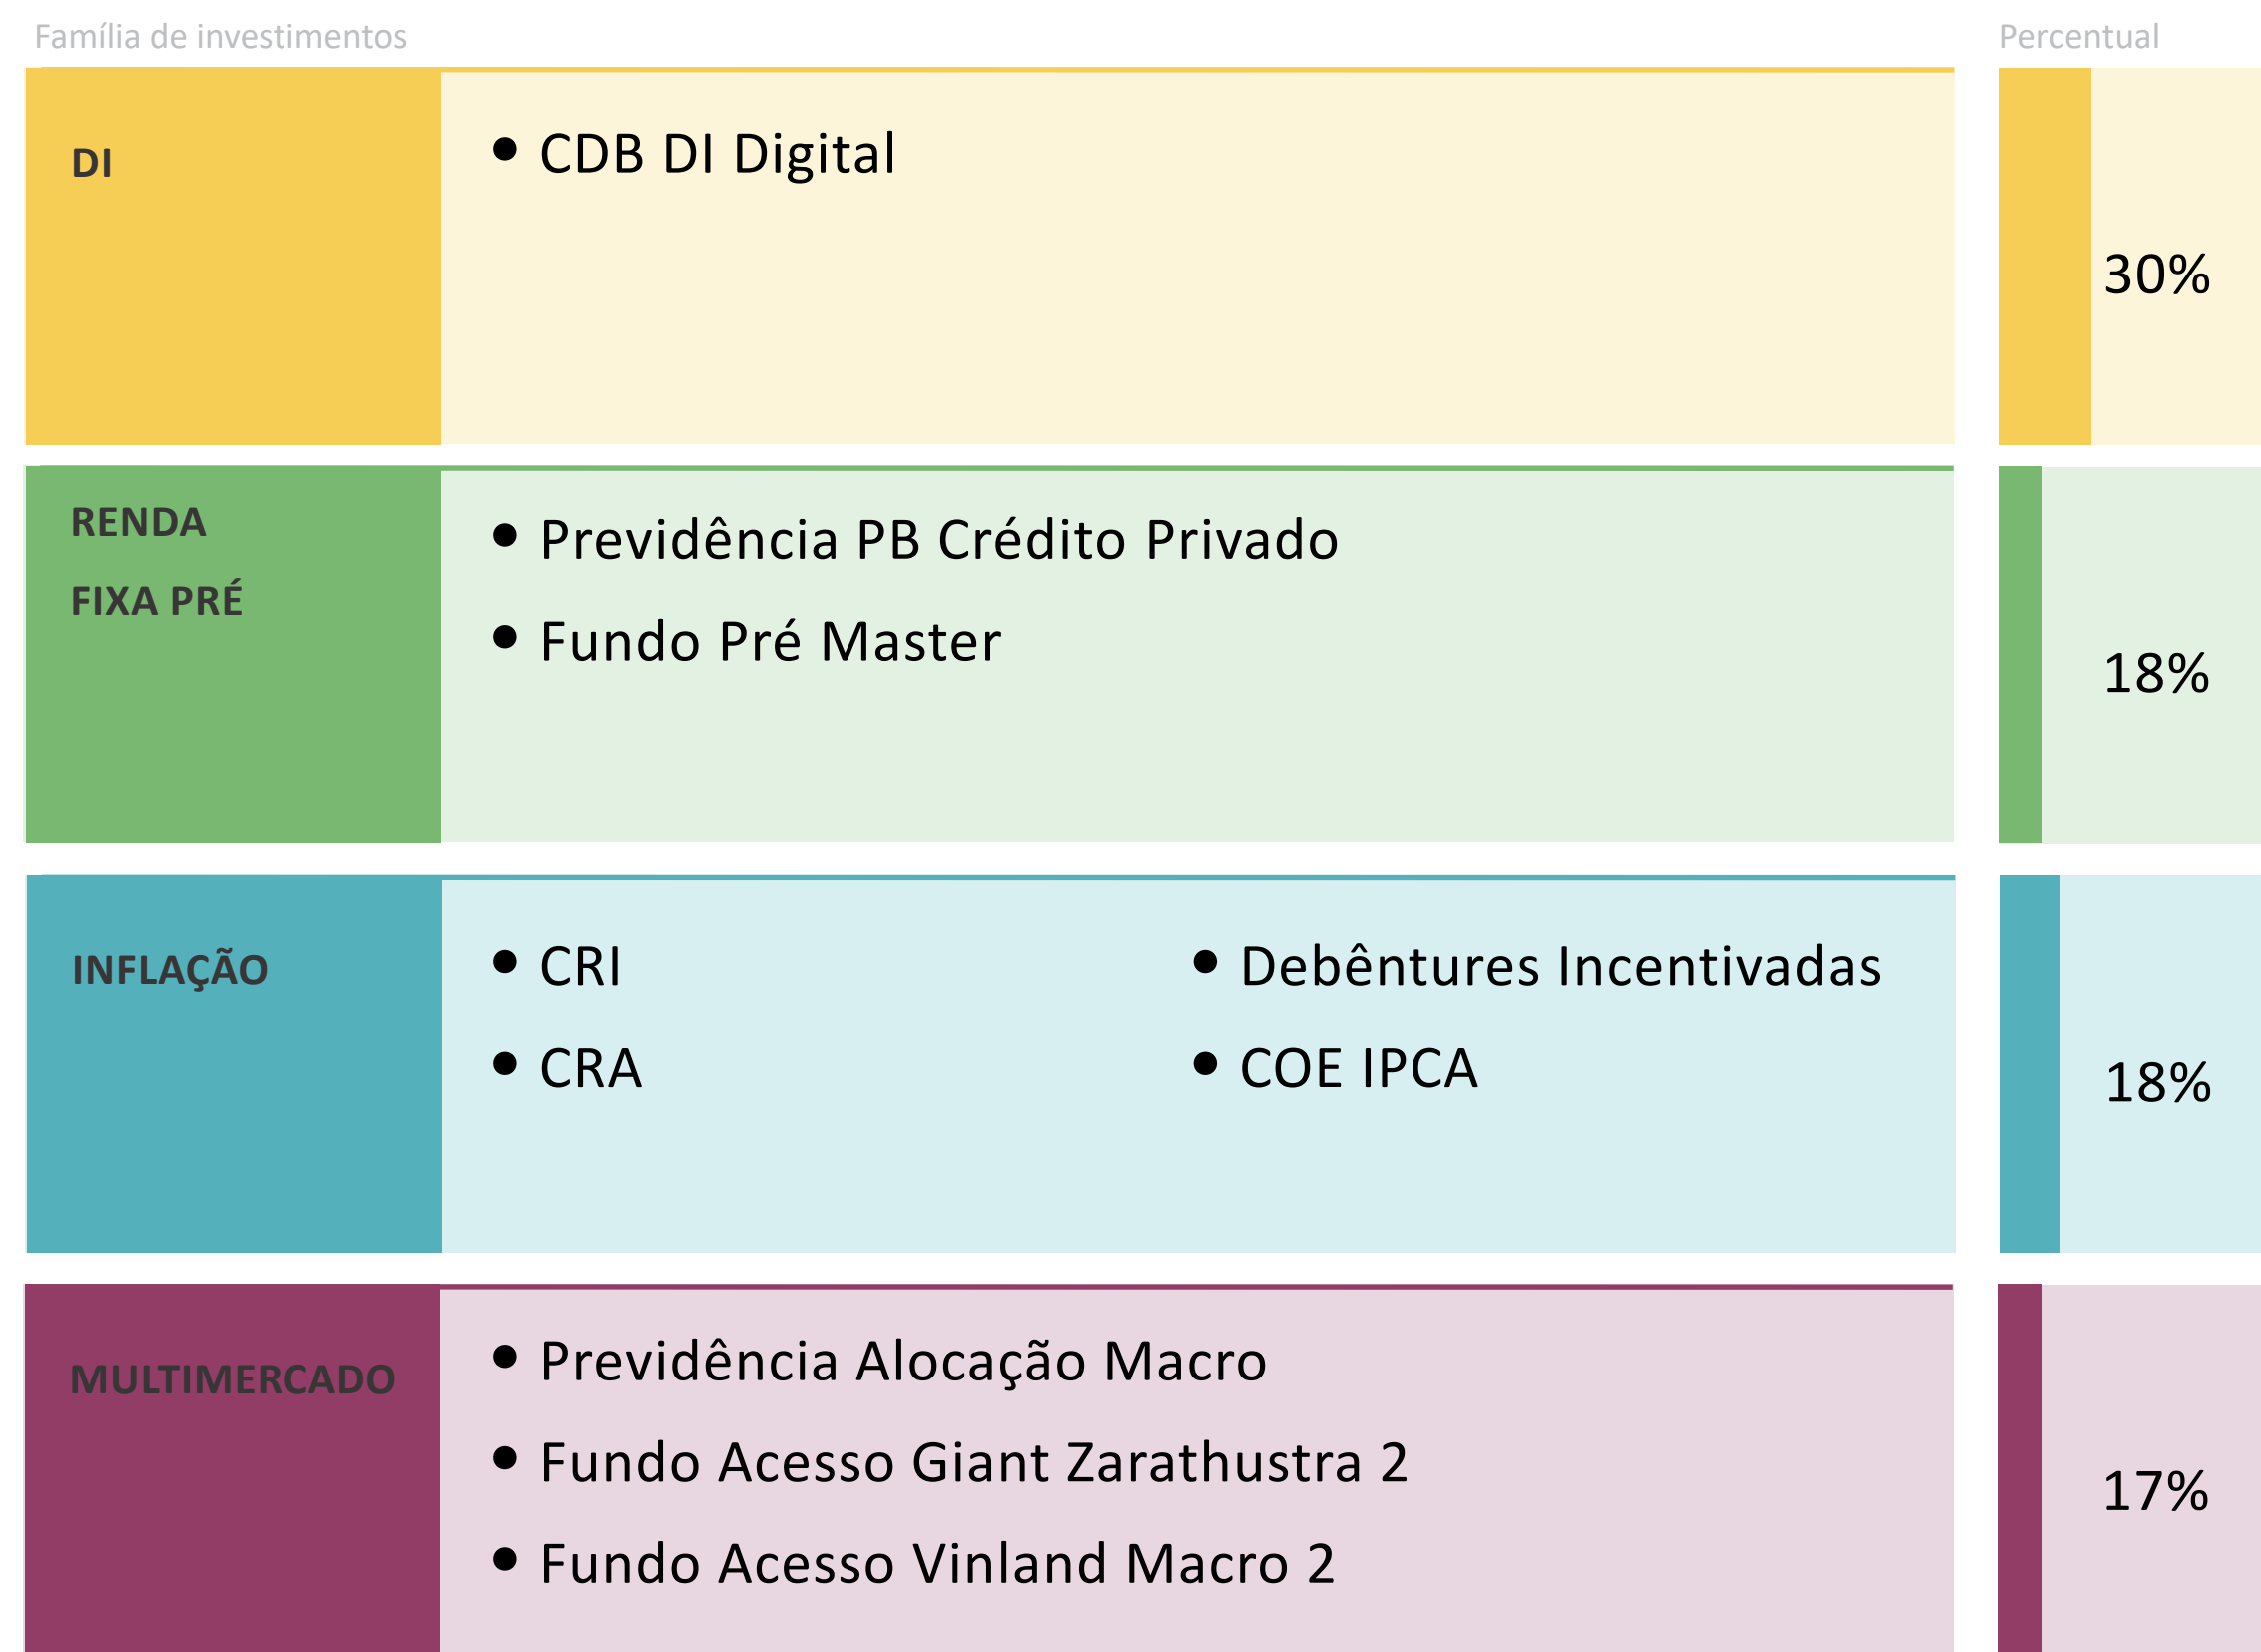 Família de investimentos Percentual
DI
• CDB DI Digital
30%
RENDA
FIXA PRÉ
• Previdência PB Crédito Privado
• Fundo Pré Master
18%
INFLAÇÃO
• CRI
• CRA
• Debêntures Incentivadas
• COE IPCA
18%
MULTIMERCADO
• Previdência Alocação Macro
• Fundo Acesso Giant Zarathustra 2
• Fundo Acesso Vinland Macro 2
17%